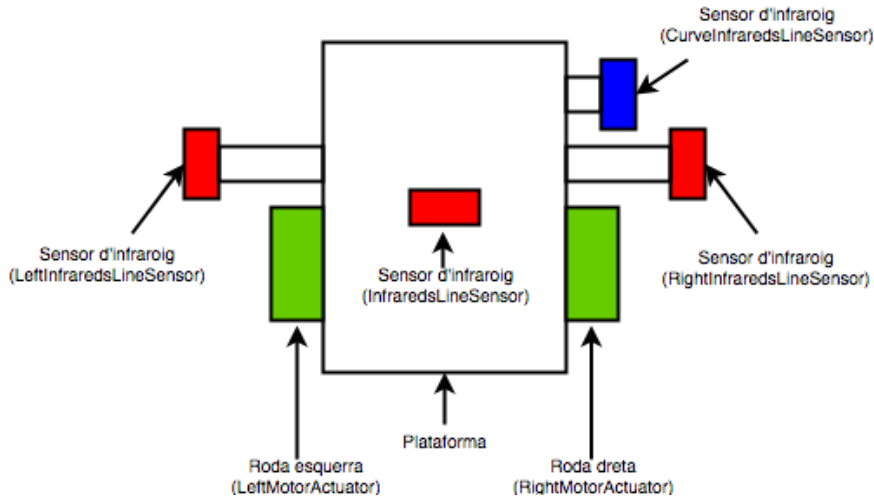 Sensor d'infraroig
(CurveInfraredsLineSensor)
Sensor d'infraroig
(LeftInfraredsLineSensor)
Sensor d'infraroig
(InfraredsLineSensor)
Sensor d'infraroig
(RightInfraredsLineSensor)
Plataforma
Roda esquerra
(LeftMotorActuator)
Roda dreta
(RightMotorActuator)